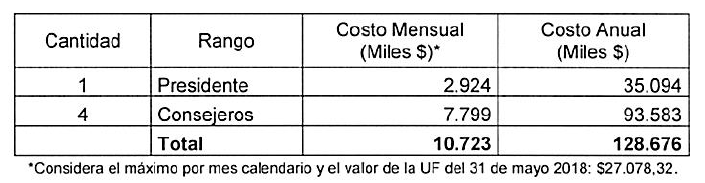 Cantidad Rango Costo Mensual (Miles $)* Costo Anual (Miles $)
1 Presidente 2.924 35.094
4 Consejeros 7.799 93.583
Total 10.723 128.676
*Considera el máximo por mes calendario y el valor de la UF del 31 de mayo 2018: $27.078,32.